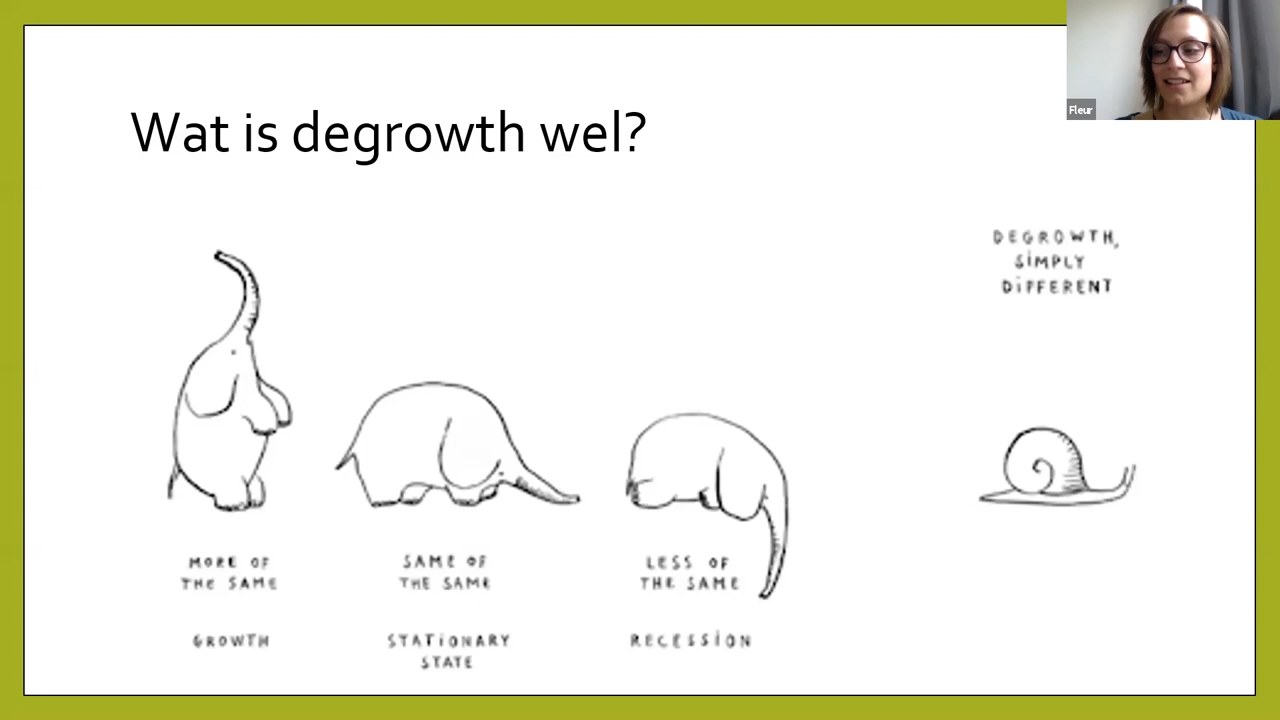 Fleur
Wat is degrowth wel?
DEGROWTH,
SiMPLY
DiFFERENT
MORE OF
THE SAME
GROWTH
SAME OF
THE SAME
STATiONARY
STATE
LESS OF
THE SAME
RECESSiON